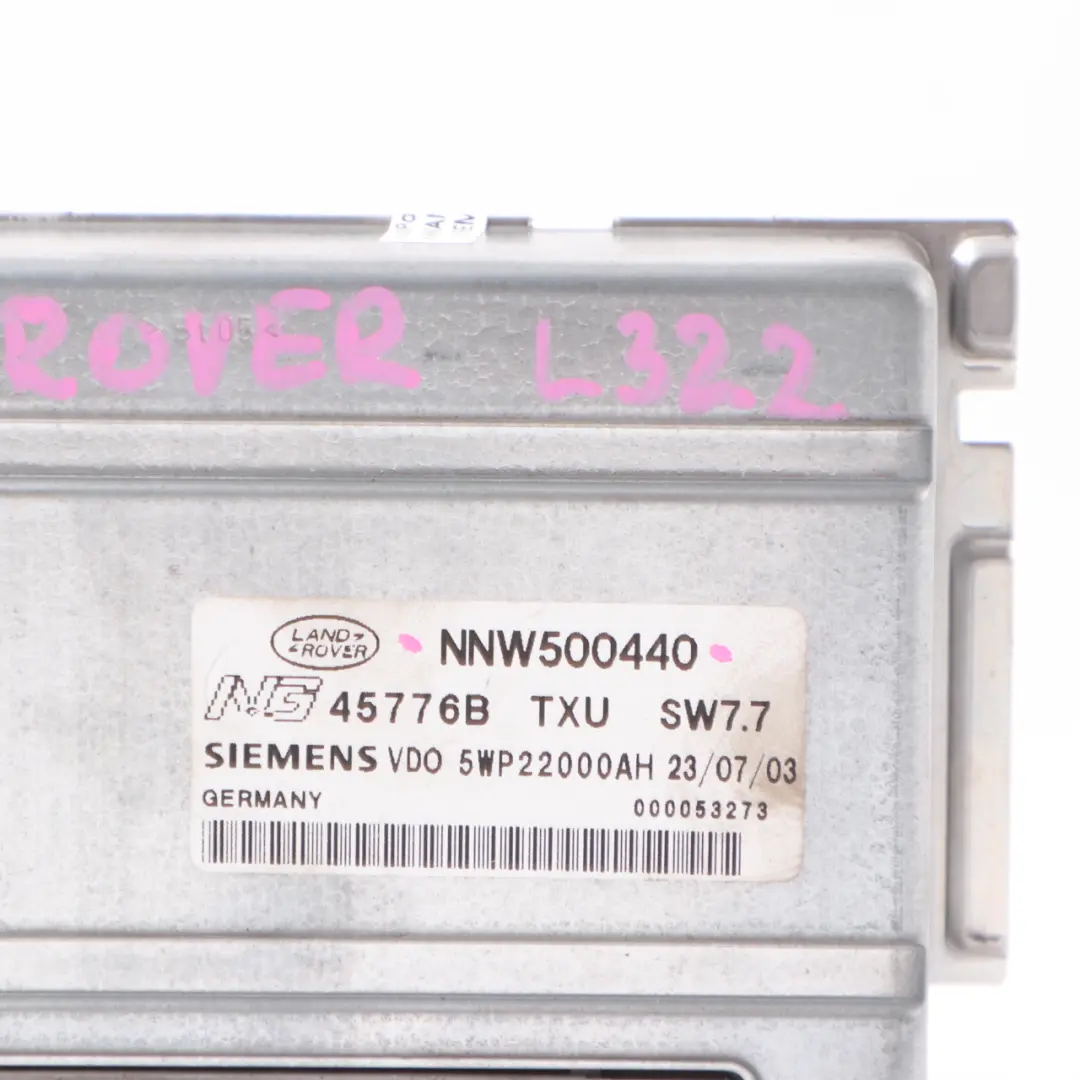 ROVER L322
LAND ROVER NNW500440
NG 45776B TXU SW7.7
SIEMENS VDO 5WP22000AH 23/07/03
GERMANY 000053273